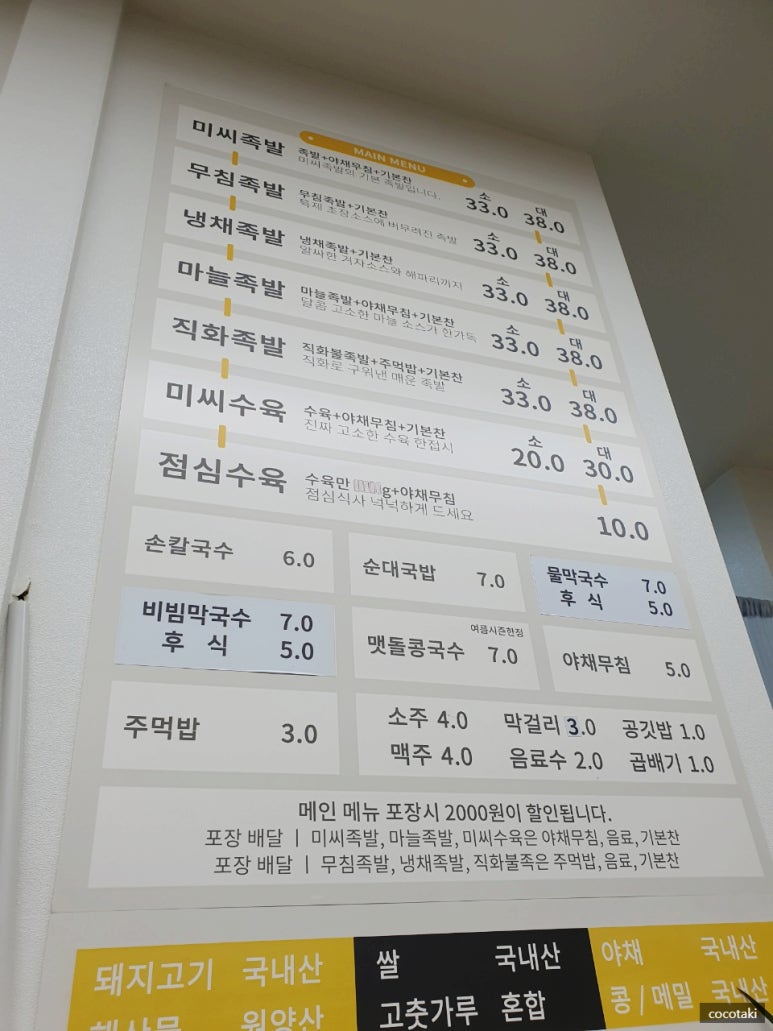 MAIN MENU
미씨족발 족발+야채무침+기본찬 소 대
미씨족발의 기본 족발입니다. 33.0 38.0
무침족발 무침족발+기본찬 소 대
특제 초장소스에 버무려진 족발 33.0 38.0
냉채족발 냉채족발+기본찬 소 대
알싸한 겨자소스와 해파리까지 33.0 38.0
마늘족발 마늘족발+야채무침+기본찬 소 대
달콤 고소한 마늘 소스가 한가득 33.0 38.0
직화족발 직화불족발+주먹밥+기본찬 소 대
직화로 구워낸 매운 족발 33.0 38.0
미씨수육 수육+야채무침+기본찬 소 대
진짜 고소한 수육 한접시 20.0 30.0
점심수육 수육만 g+야채무침
점심식사 넉넉하게 드세요 10.0
손칼국수 6.0 순대국밥 7.0 물막국수 7.0
후 식 5.0
비빔막국수 7.0 여름시즌한정
후 식 5.0 맷돌콩국수 7.0 야채무침 5.0
주먹밥 3.0 소주 4.0 막걸리 3.0 공깃밥 1.0
맥주 4.0 음료수 2.0 곱배기 1.0
메인 메뉴 포장시 2000원이 할인됩니다.
포장 배달 ㅣ 미씨족발, 마늘족발, 미씨수육은 야채무침, 음료, 기본찬
포장 배달 ㅣ 무침족발, 냉채족발, 직화불족은 주먹밥, 음료, 기본찬
돼지고기 국내산 쌀 국내산 야채 국내산
해산물 원양산 고춧가루 혼합 콩/메밀 국내산
cocotaki